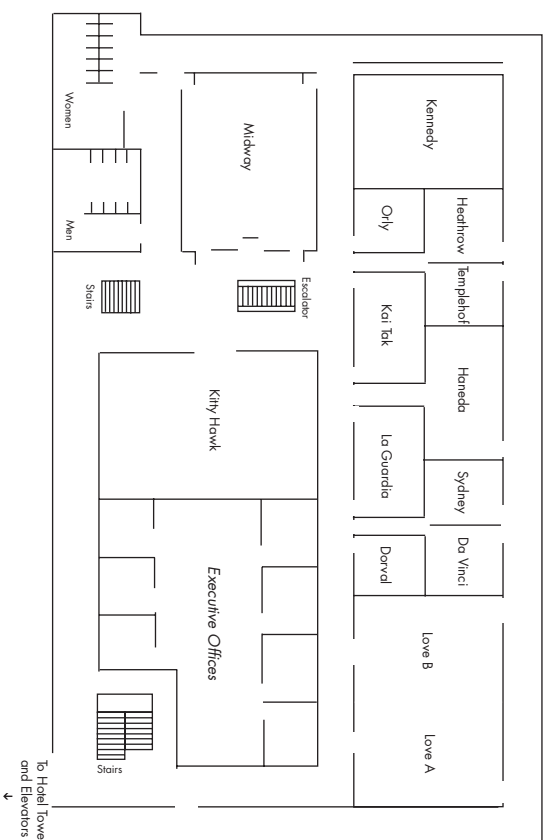 Women
Men
Midway
Kennedy
Orly
Heathrow
Templehof
Stairs
Escalator
Kai Tak
Haneda
Kitty Hawk
La Guardia
Sydney
Executive Offices
Dorval
Da Vinci
Love B
Love A
Stairs
To Hotel Towe
and Elevators
→